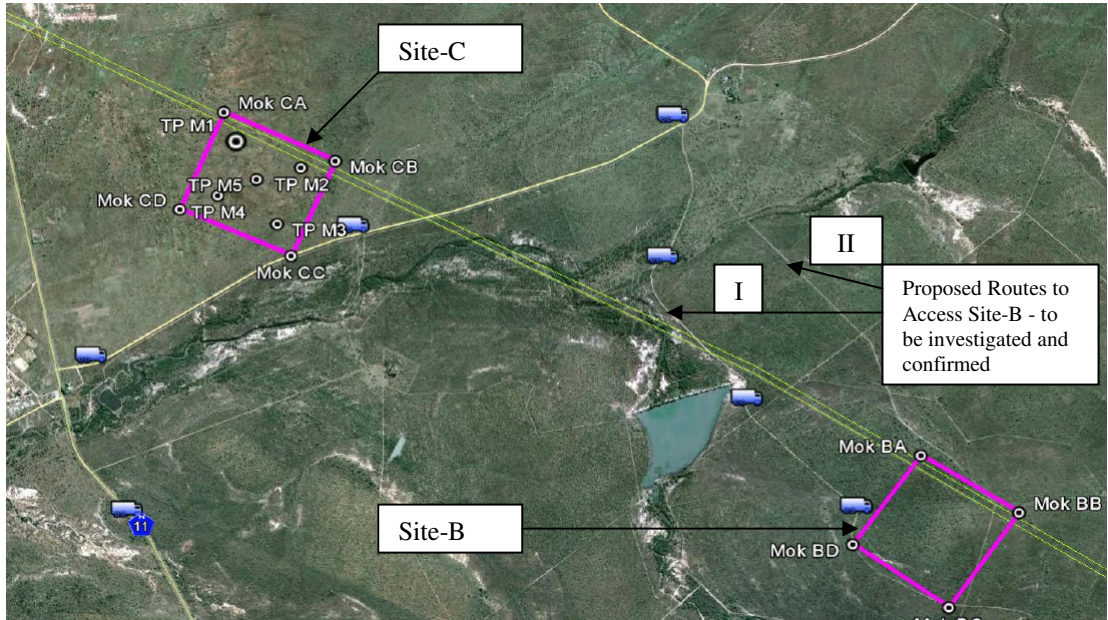 Site-C
Mok CA
TP M1
Mok CB
TP M2
TP M5
Mok CD
TP M4
TP M3
Mok CC
II
I
Proposed Routes to
Access Site-B - to
be investigated and
confirmed
Mok BA
Mok BB
Site-B
11
Mok BD